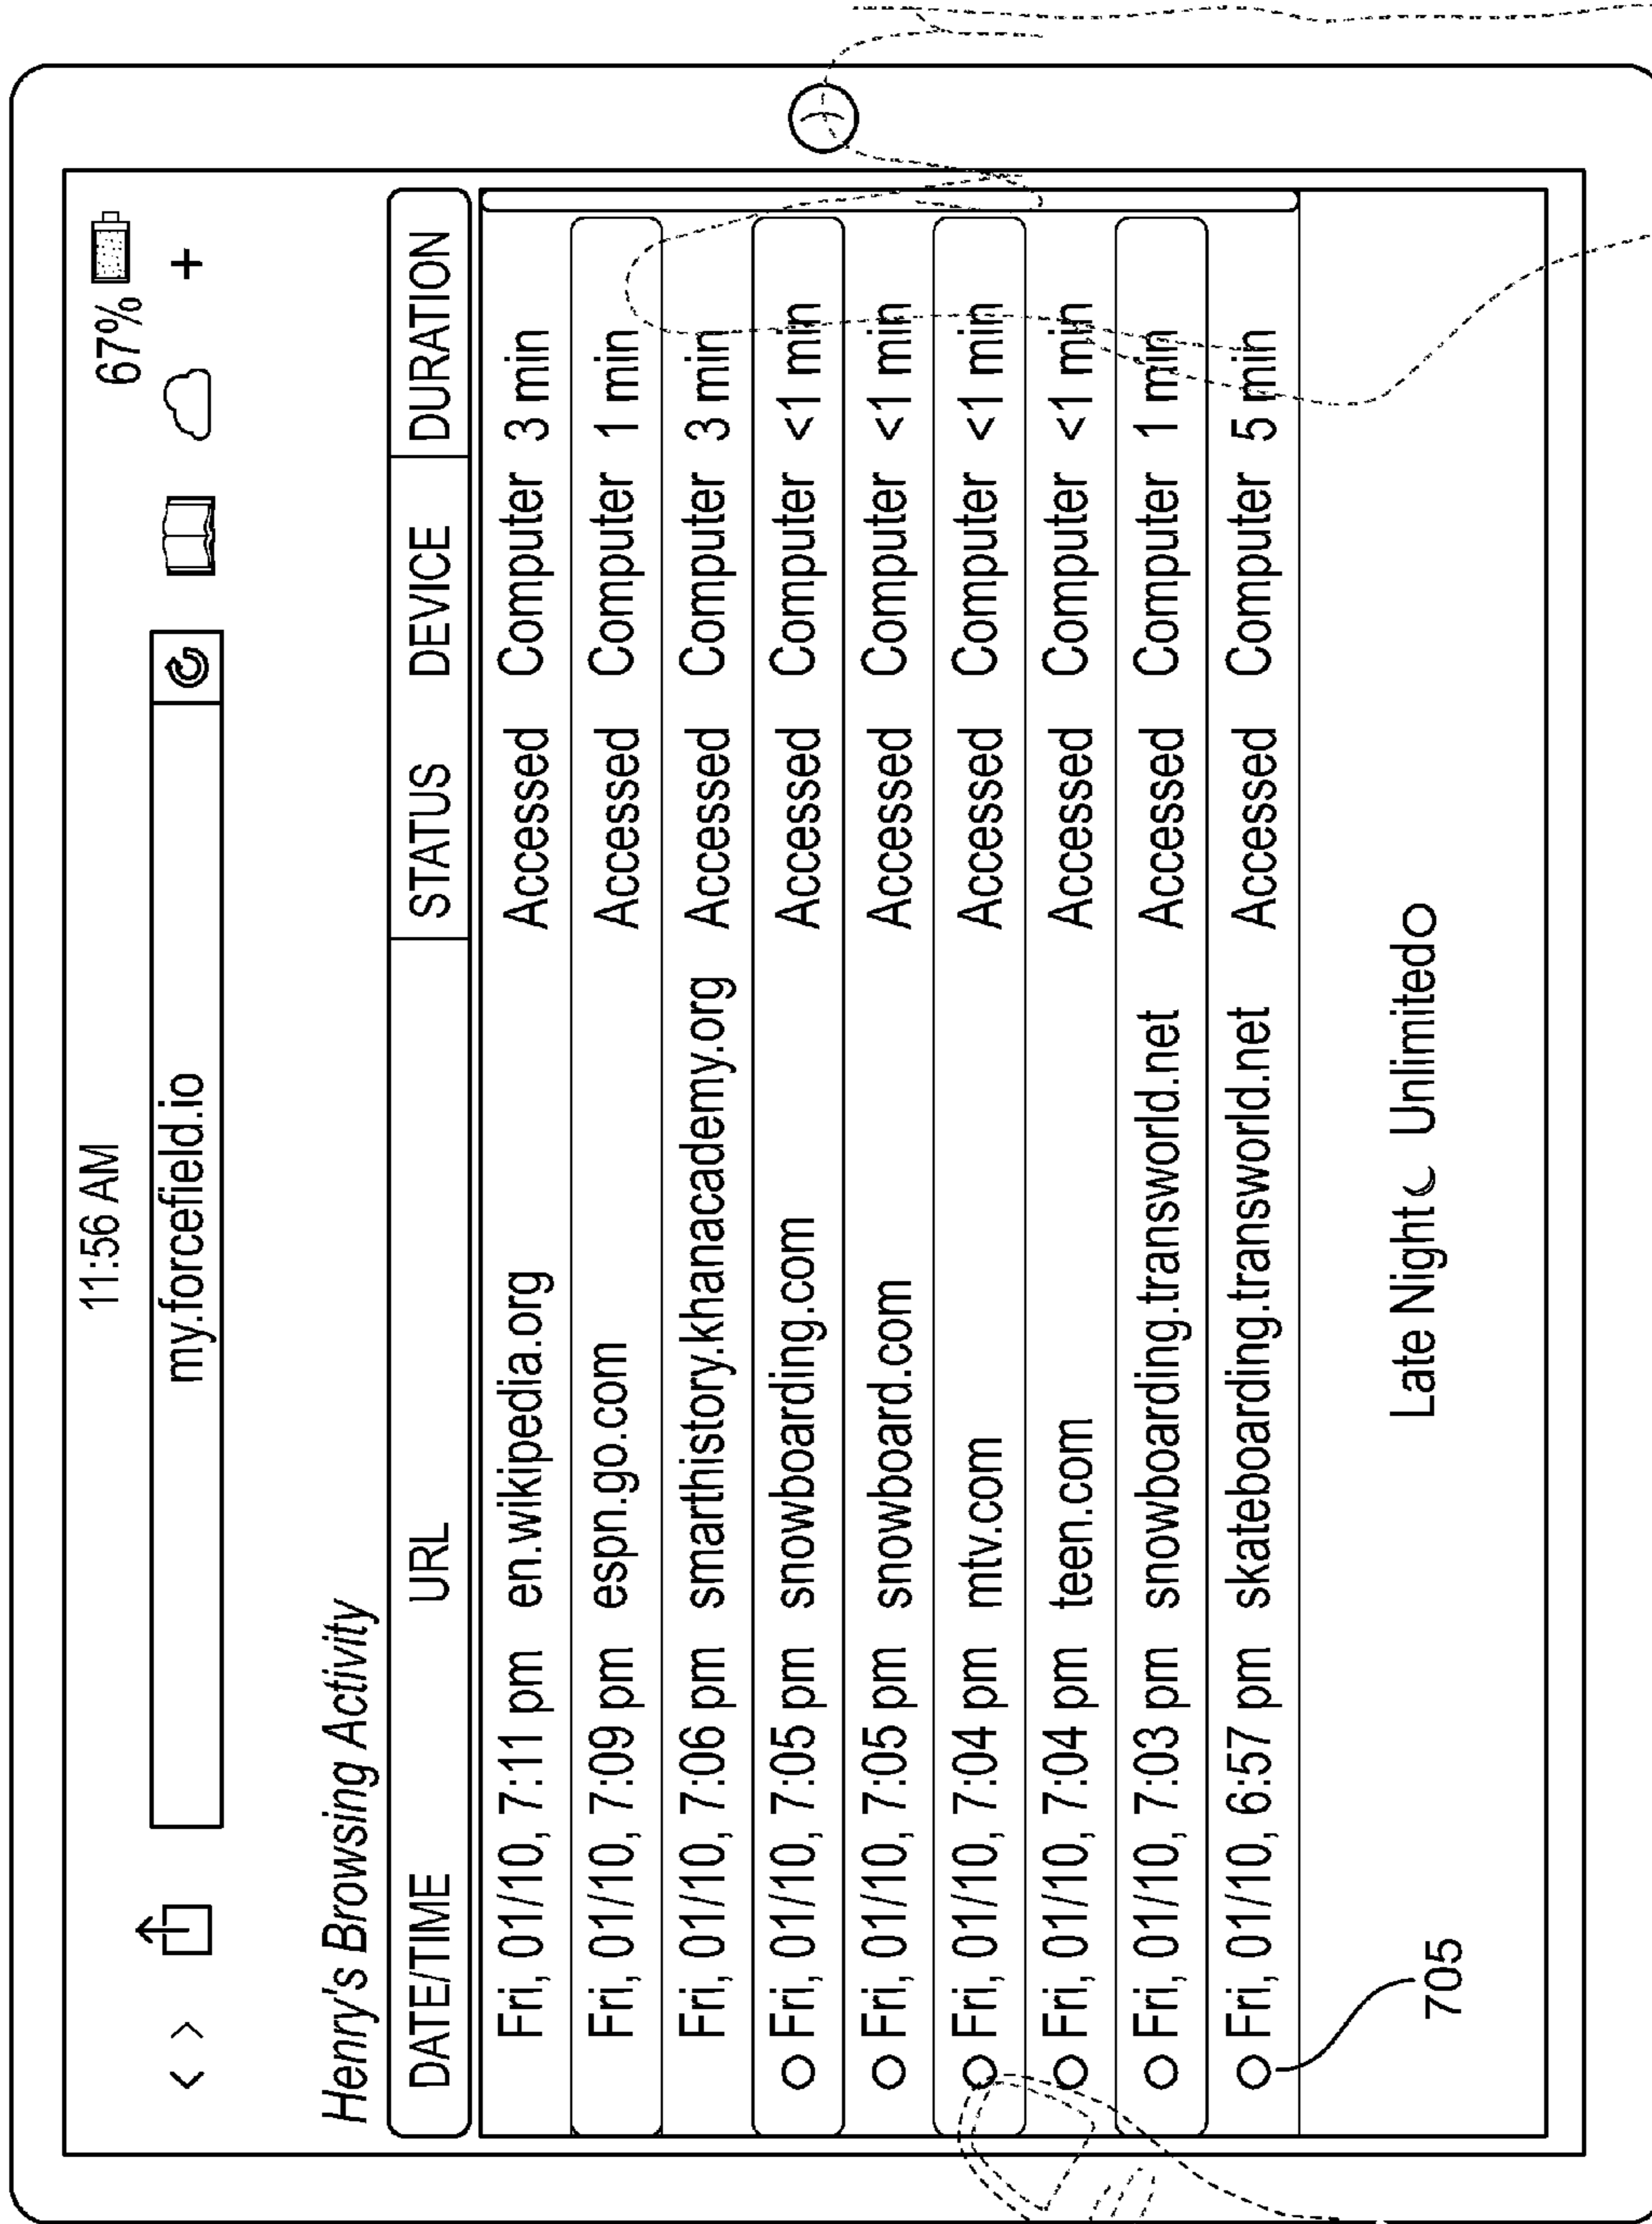 11:56 AM 67%
my.forcefield.io
Henry's Browsing Activity
DATE/TIME URL STATUS DEVICE DURATION
Fri, 01/10, 7:11 pm en.wikipedia.org Accessed Computer 3 min
Fri, 01/10, 7:09 pm espn.go.com Accessed Computer 1 min
Fri, 01/10, 7:06 pm smarthistory.khanacademy.org Accessed Computer 3 min
Fri, 01/10, 7:05 pm snowboarding.com Accessed Computer <1 min
Fri, 01/10, 7:05 pm snowboard.com Accessed Computer <1 min
Fri, 01/10, 7:04 pm mtv.com Accessed Computer <1 min
Fri, 01/10, 7:04 pm teen.com Accessed Computer <1 min
Fri, 01/10, 7:03 pm snowboarding.transworld.net Accessed Computer 1 min
Fri, 01/10, 6:57 pm skateboarding.transworld.net Accessed Computer 5 min
Late Night Unlimited
705